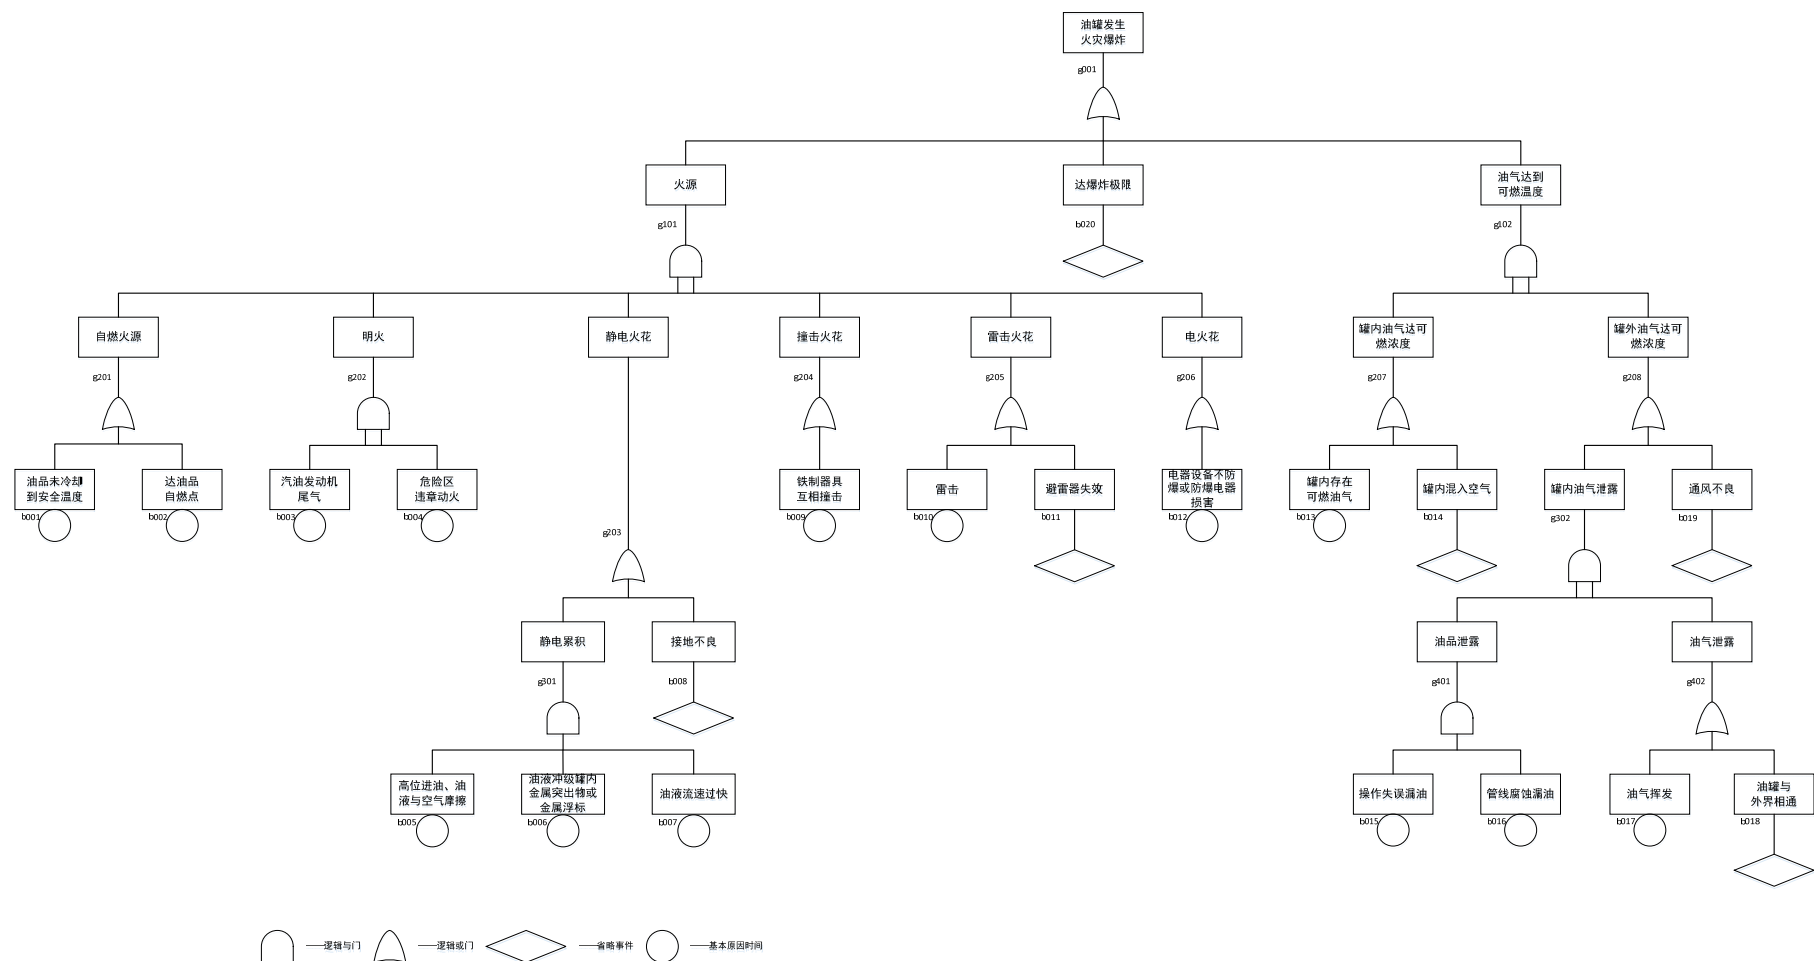 油罐发生
火灾爆炸
g001
火源
达爆炸极限
油气达到
可燃温度
g101
b020
g102
自燃火源
明火
静电火花
撞击火花
雷击火花
电火花
罐内油气达可
燃浓度
罐外油气达可
燃浓度
g201
g202
g204
g205
g206
g207
g208
油品未冷却
到安全温度
达油品
自燃点
汽油发动机
尾气
危险区
违章动火
铁制器具
互相撞击
雷击
避雷器失效
电器设备不防
爆或防爆电器
损害
罐内存在
可燃油气
罐内混入空气
罐内油气泄露
通风不良
b001
b002
b003
b004
b009
b010
b011
b012
b013
b014
g302
b019
g203
静电累积
接地不良
油品泄露
油气泄露
g301
b008
g401
g402
高位进油、油
液与空气摩擦
油液冲级罐内
金属突出物或
金属浮标
油液流速过快
操作失误漏油
管线腐蚀漏油
油气挥发
油罐与
外界相通
b005
b006
b007
b015
b016
b017
b018
——逻辑与门
——逻辑或门
——省略事件
——基本原因时间